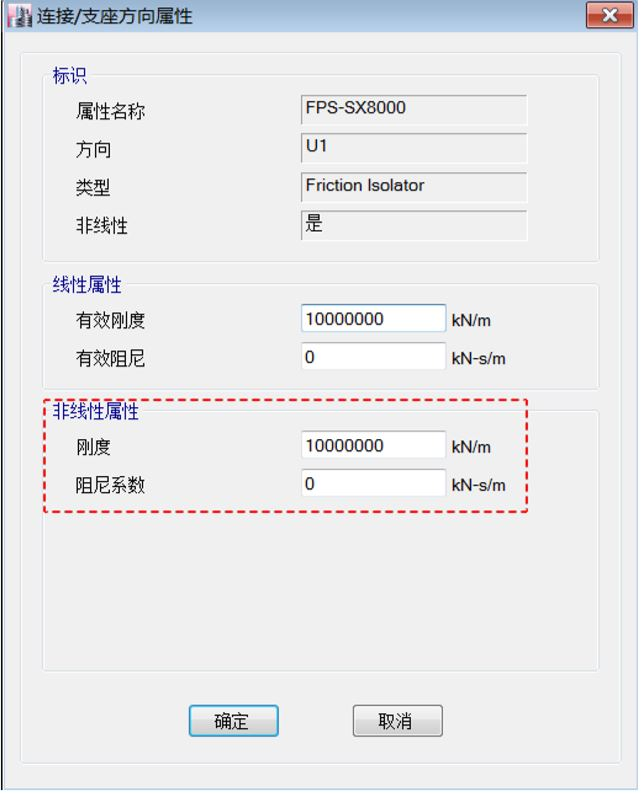 连接/支座方向属性
标识
属性名称 FPS-SX8000
方向 U1
类型 Friction Isolator
非线性 是
线性属性
有效刚度 10000000 kN/m
有效阻尼 0 kN-s/m
非线性属性
刚度 10000000 kN/m
阻尼系数 0 kN-s/m
确定 取消